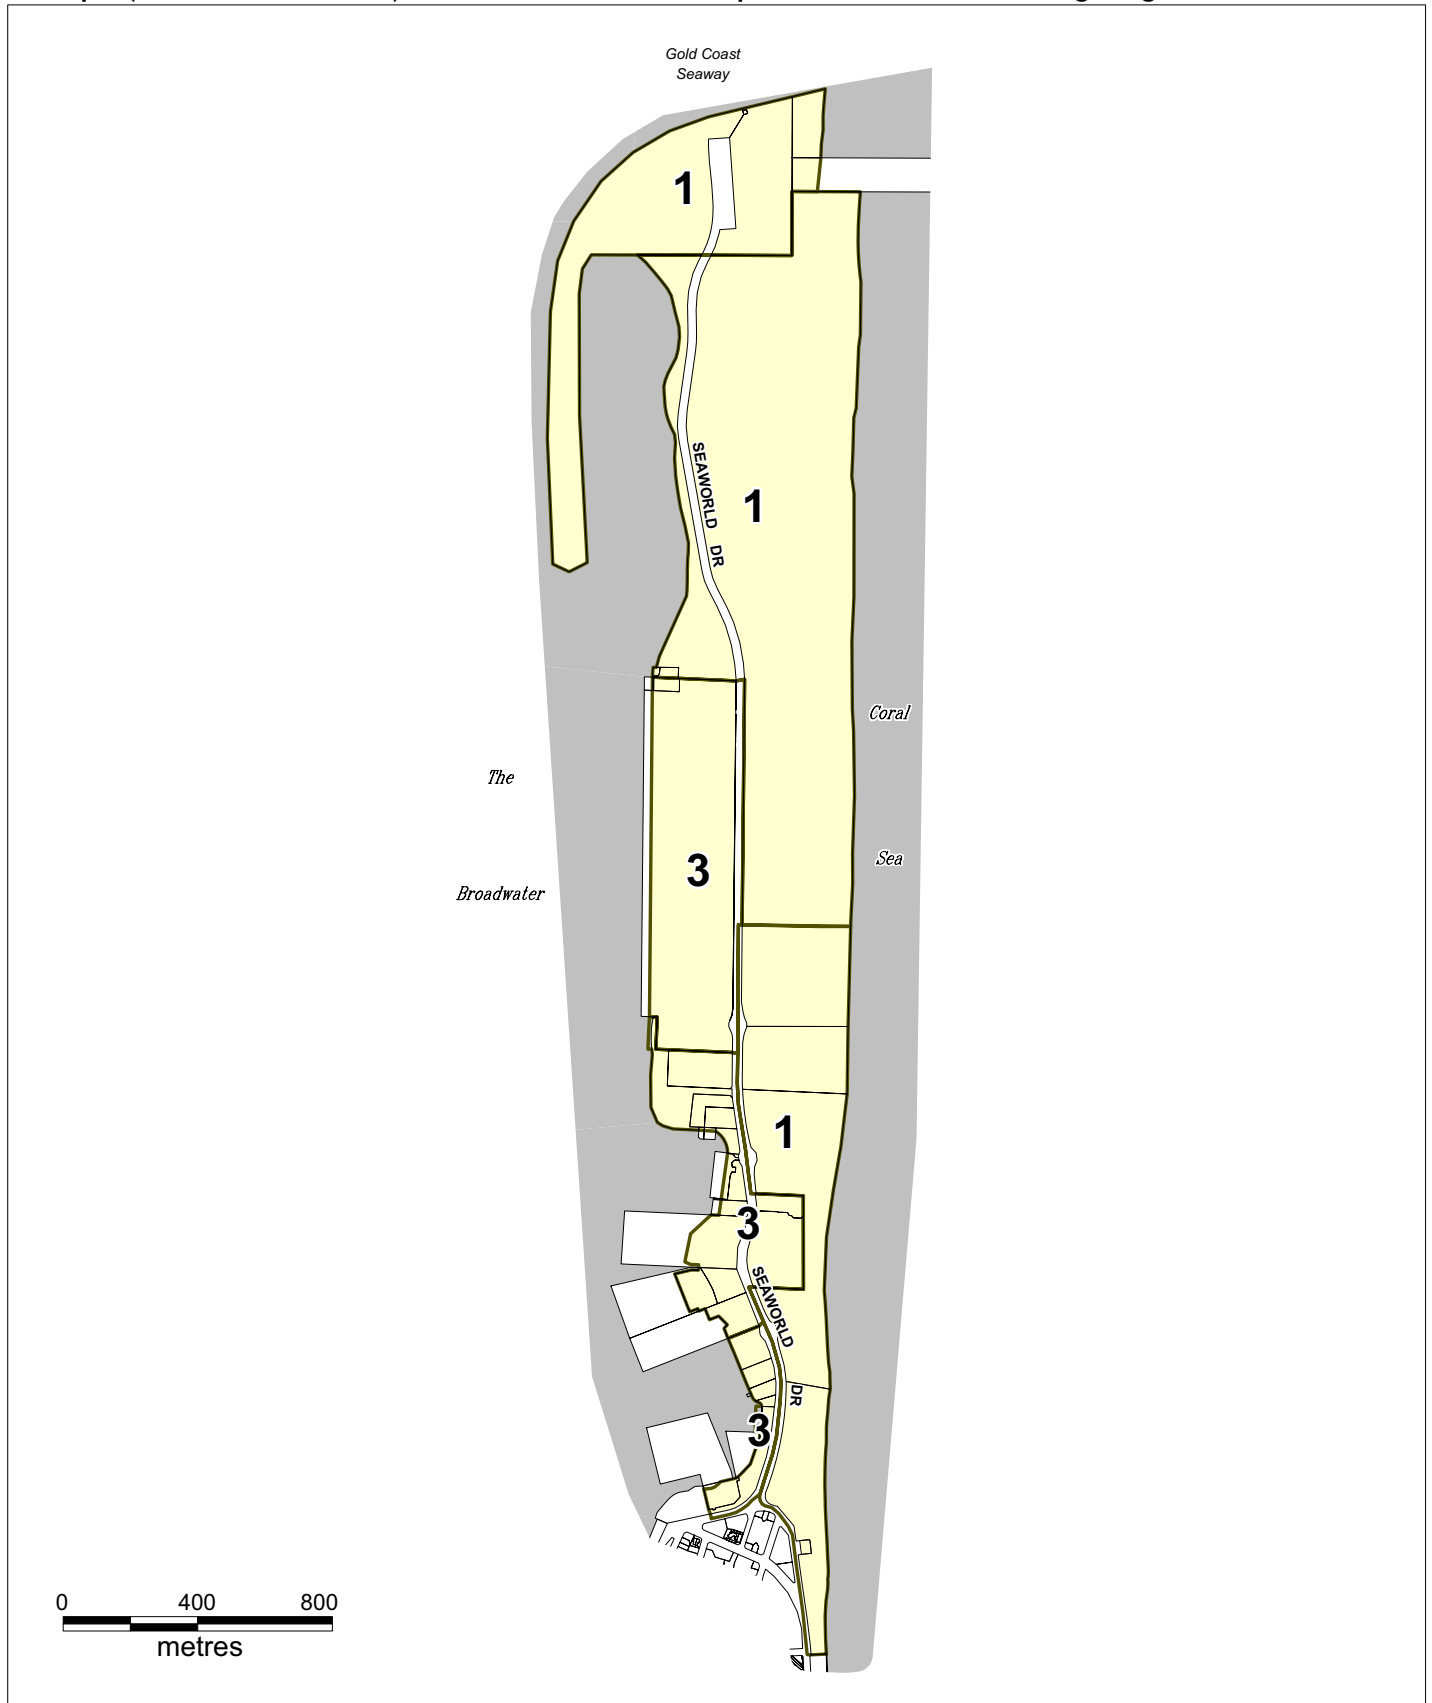 Gold Coast
Seaway
1
SEAWORLD DR
1
Coral
The
Sea
3
Broadwater
1
3
SEAWORLD
DR
3
0 400 800
metres